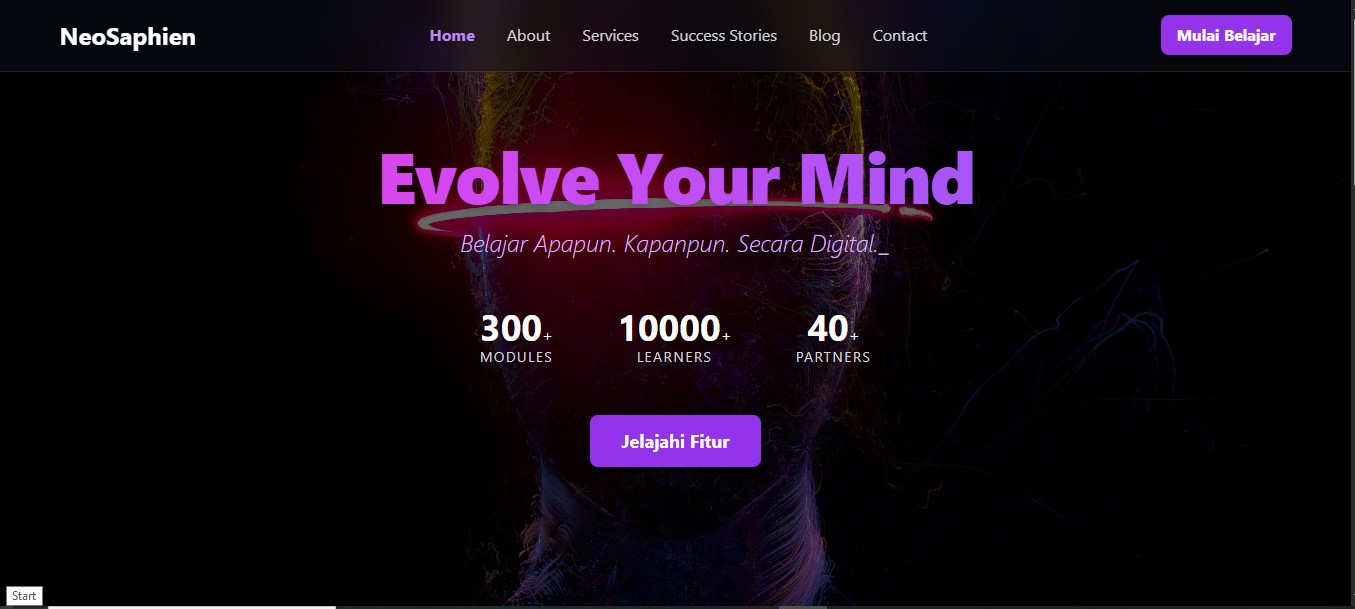 NeoSaphien
Home About Services Success Stories Blog Contact
Mulai Belajar
Evolve Your Mind
Belajar Apapun. Kapanpun. Secara Digital._
300+ 10000+ 40+
MODULES LEARNERS PARTNERS
Jelajahi Fitur
Start